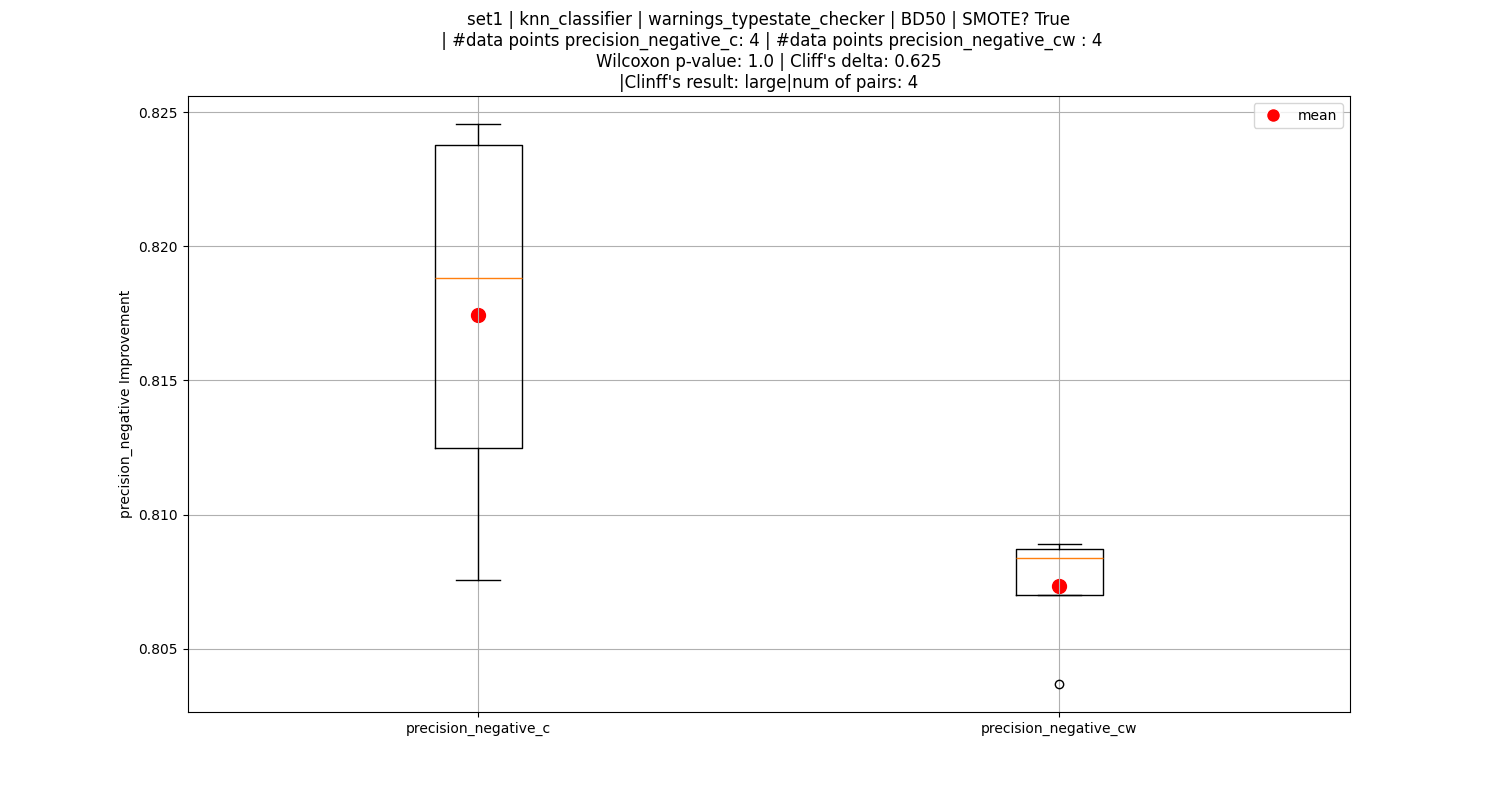 set1 | knn_classifier | warnings_typestate_checker | BD50 | SMOTE? True
| #data points precision_negative_c: 4 | #data points precision_negative_cw : 4
Wilcoxon p-value: 1.0 | Cliff's delta: 0.625
|Clinff's result: large|num of pairs: 4
mean
0.825
0.820
0.815
0.810
0.805
precision_negative Improvement
precision_negative_c
precision_negative_cw